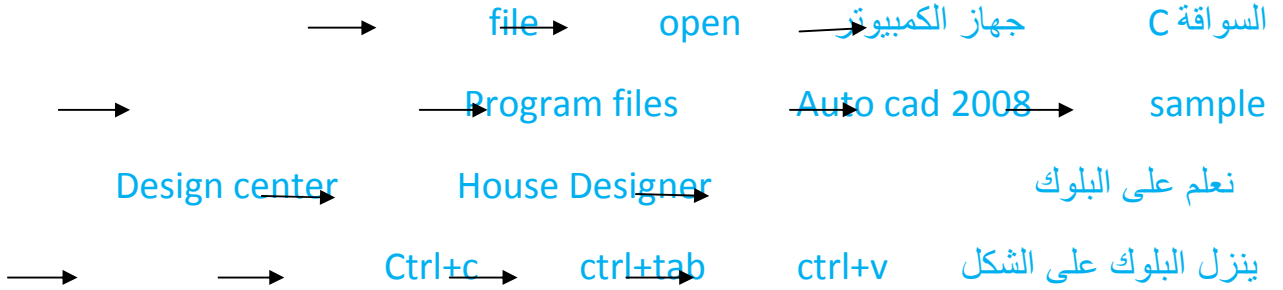 file open جهاز الكمبيوتر السواقة C
Program files Auto cad 2008 sample
Design center House Designer نعلم على البلوك
Ctrl+c ctrl+tab ctrl+v ينزل البلوك على الشكل